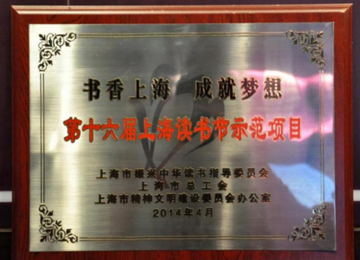 书香上海 成就梦想
第十六届上海读书节示范项目
上海市振兴中华读书指导委员会
上海市总工会
上海市精神文明建设委员会办公室
2014年4月